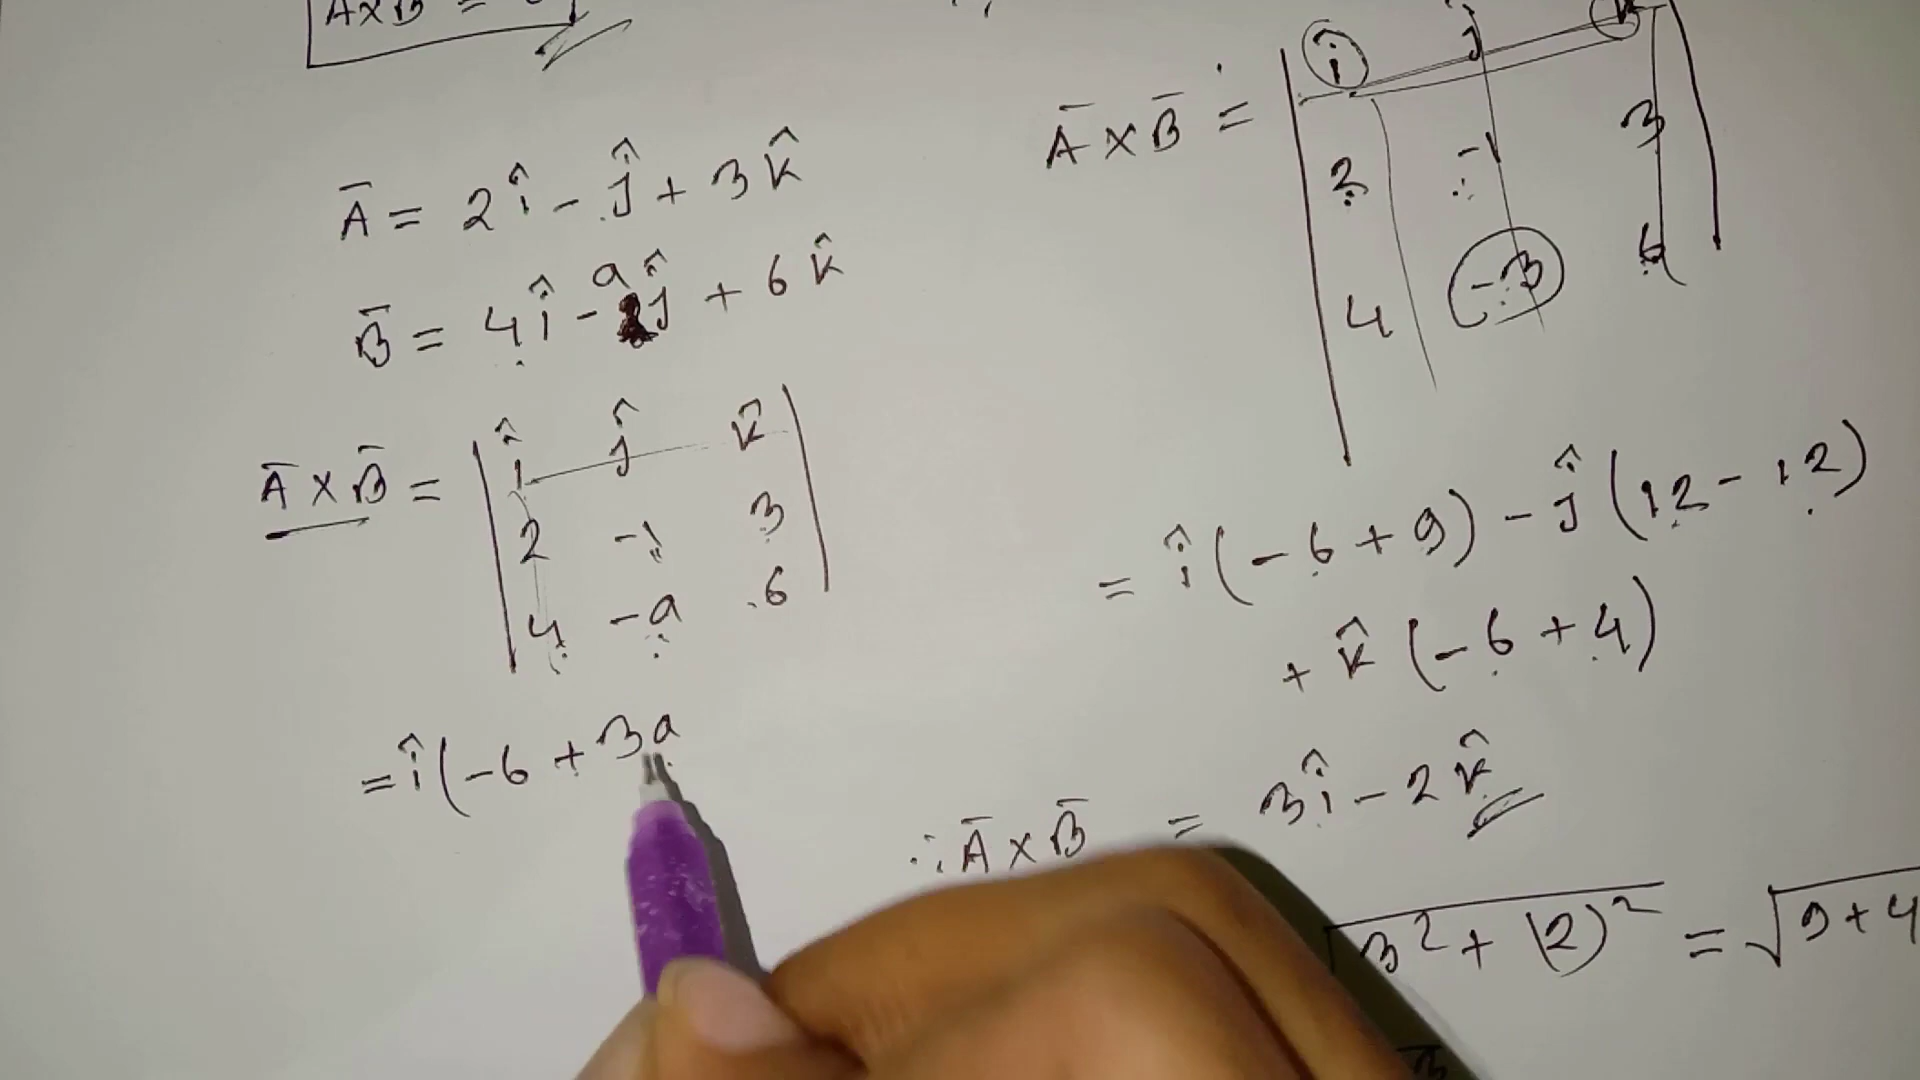 A̅ = 2î - ĵ + 3k̂
B̅ = 4î - aĵ + 6k̂
A̅ × B̅ = | î ĵ k̂ |
2 -1 3
4 -a 6
= î(-6 + 3a
A̅ × B̅ = | î ĵ k̂ |
2 -1 3
4 -3 6
= î(-6 + 9) - ĵ(12 - 12)
+ k̂(-6 + 4)
∴ A̅ × B̅ = 3î - 2k̂
√3² + (2)² = √9 + 4